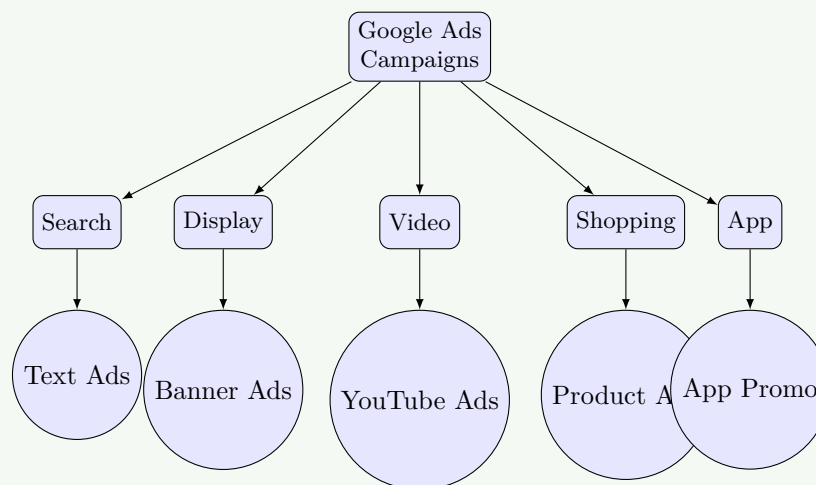 Google Ads
Campaigns
Search
Display
Video
Shopping
App
Text Ads
Banner Ads
YouTube Ads
Product A
App Promo